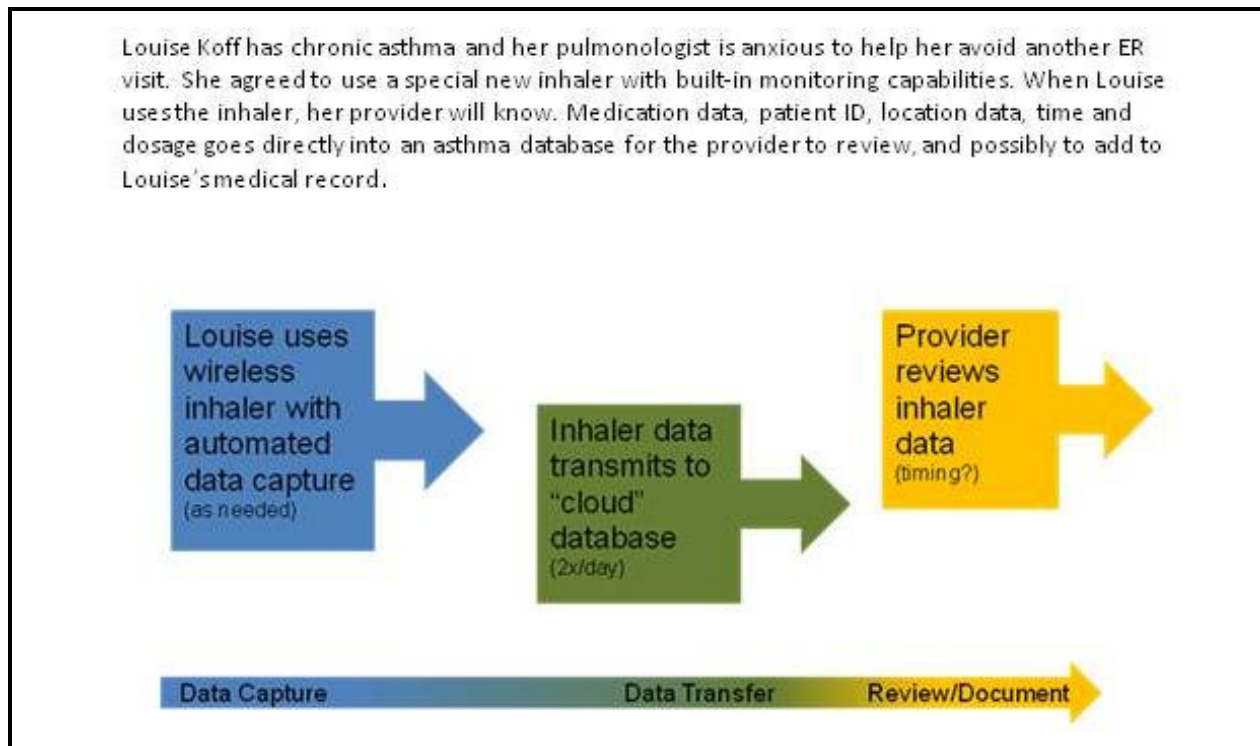 Louise Koff has chronic asthma and her pulmonologist is anxious to help her avoid another ER
visit. She agreed to use a special new inhaler with built-in monitoring capabilities. When Louise
uses the inhaler, her provider will know. Medication data, patient ID, location data, time and
dosage goes directly into an asthma database for the provider to review, and possibly to add to
Louise's medical record.
Louise uses
wireless
inhaler with
automated
data capture
(as needed)
Inhaler data
transmits to
“cloud”
database
(2x/day)
Provider
reviews
inhaler
data
(timing?)
Data Capture
Data Transfer
Review/Document